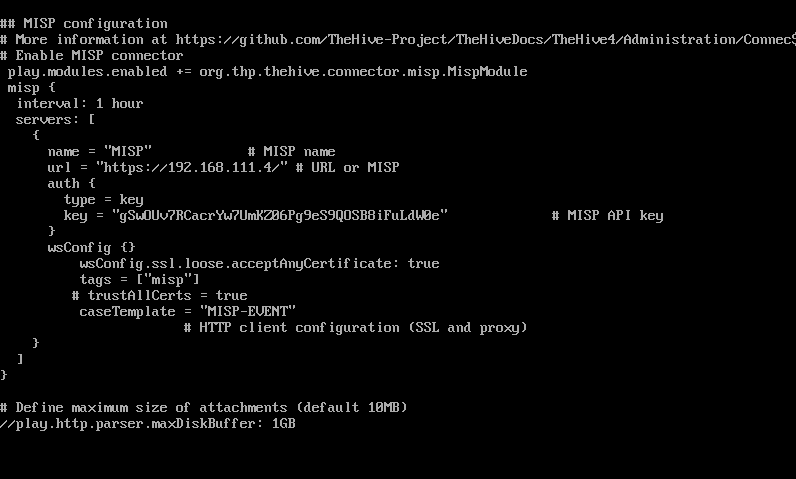 ## MISP configuration
# More information at https://github.com/TheHive-Project/TheHiveDocs/TheHive4/Administration/Connec$
# Enable MISP connector
play.modules.enabled += org.thp.thehive.connector.misp.MispModule
misp {
interval: 1 hour
servers: [
{
name = "MISP" # MISP name
url = "https://192.168.111.4/" # URL or MISP
auth {
type = key
key = "gSwOUv7RCacrYw7UmKZ06Pg9eS9QOSB8iFuLdW0e" # MISP API key
}
wsConfig {}
wsConfig.ssl.loose.acceptAnyCertificate: true
tags = ["misp"]
# trustAllCerts = true
caseTemplate = "MISP-EVENT"
# HTTP client configuration (SSL and proxy)
}
]
}
# Define maximum size of attachments (default 10MB)
//play.http.parser.maxDiskBuffer: 1GB